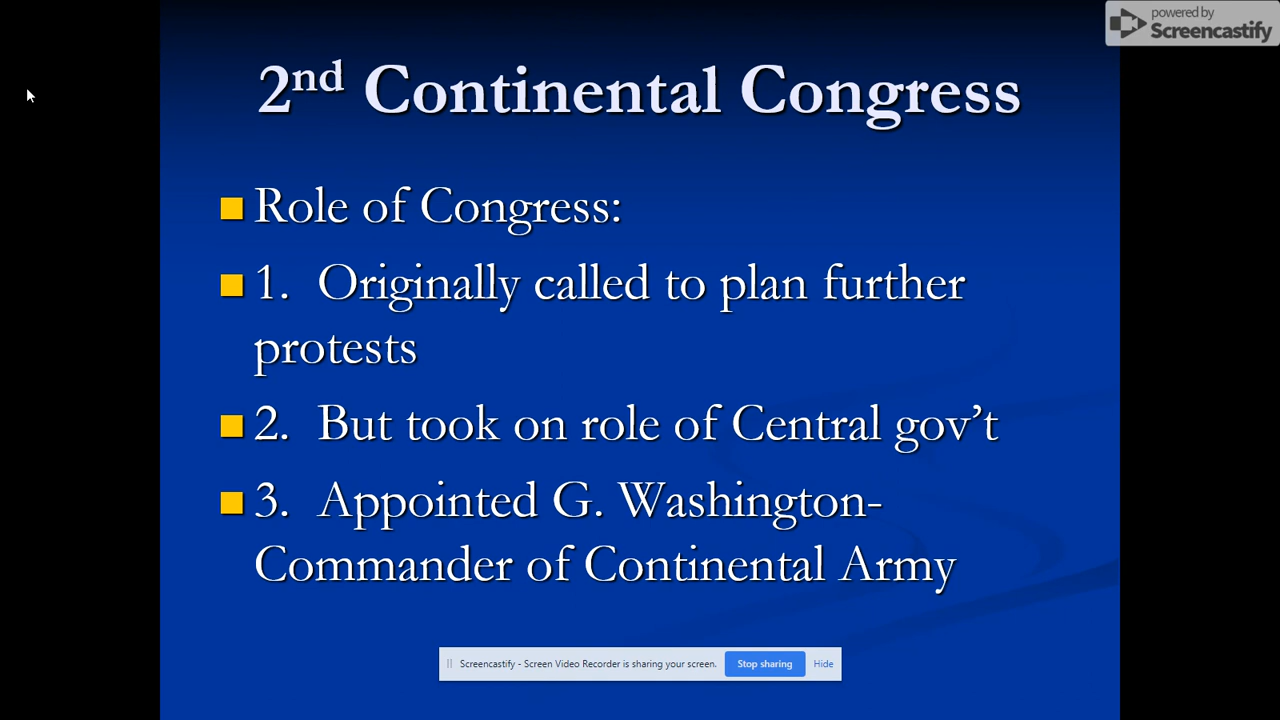 powered by
Screencastify
2nd Continental Congress
Role of Congress:
1. Originally called to plan further
protests
2. But took on role of Central gov’t
3. Appointed G. Washington-
Commander of Continental Army
Screencastify - Screen Video Recorder is sharing your screen. Stop sharing Hide